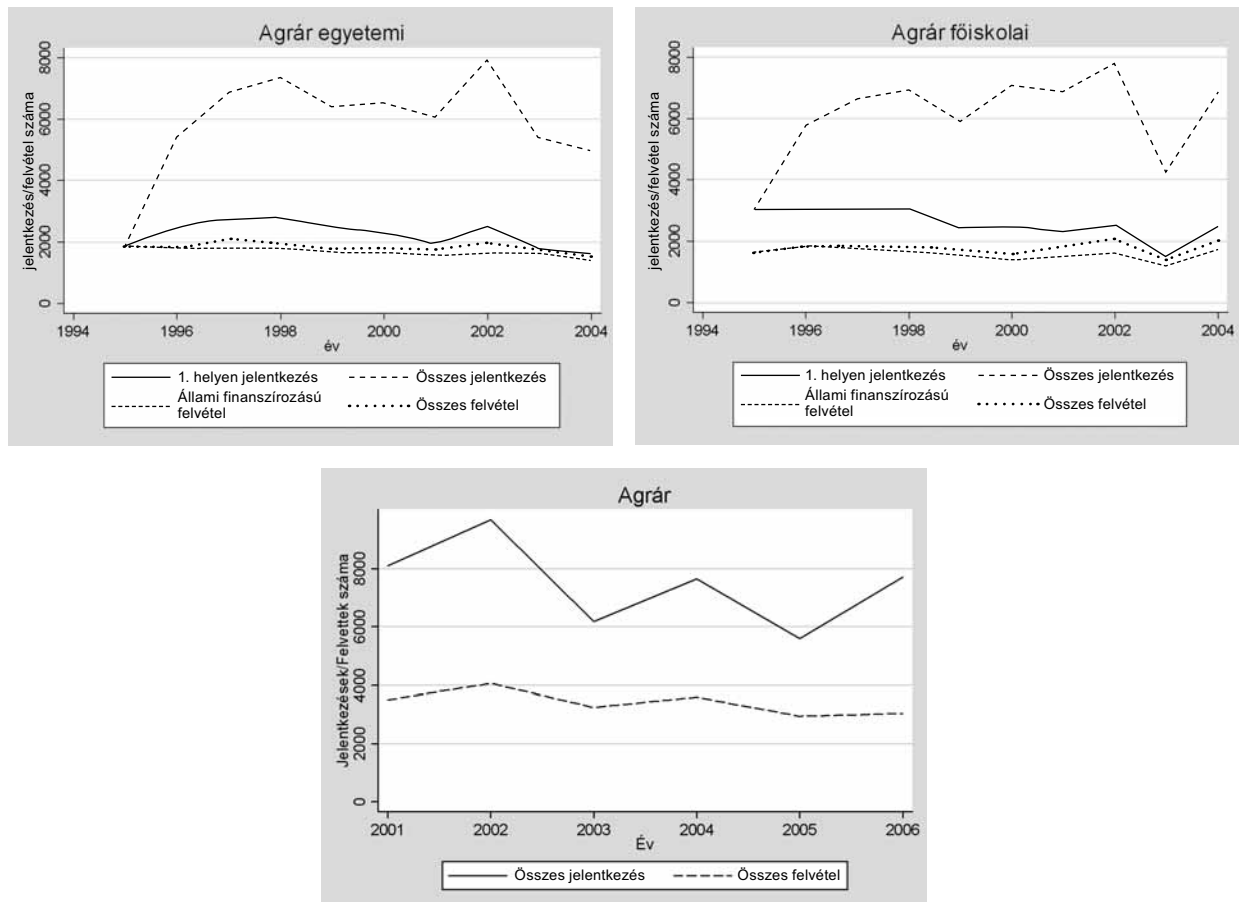 Agrár egyetemi
jelentkezés/felvétel száma
8000
6000
4000
2000
0
1994 1996 1998 2000 2002 2004
év
1. helyen jelentkezés Összes jelentkezés
Állami finanszírozású
felvétel Összes felvétel
Agrár főiskolai
jelentkezés/felvétel száma
8000
6000
4000
2000
0
1994 1996 1998 2000 2002 2004
év
1. helyen jelentkezés Összes jelentkezés
Állami finanszírozású
felvétel Összes felvétel
Agrár
Jelentkezések/Felvettek száma
8000
6000
4000
2000
0
2001 2002 2003 2004 2005 2006
Év
Összes jelentkezés Összes felvétel